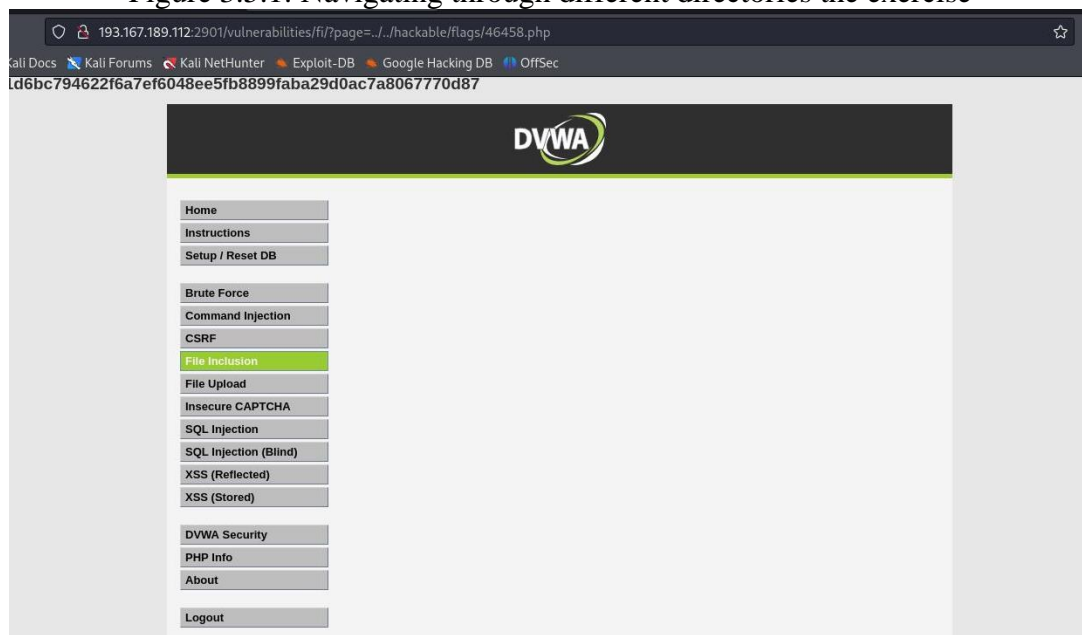 Figure 3.3.1: Navigating through different directories the exercise
193.167.189.112:2901/vulnerabilities/fi/?page=../../hackable/flags/46458.php
Kali Docs Kali Forums Kali NetHunter Exploit-DB Google Hacking DB OffSec
1d6bc794622f6a7ef6048ee5fb8899faba29d0ac7a8067770d87
DVWA
Home
Instructions
Setup / Reset DB
Brute Force
Command Injection
CSRF
File Inclusion
File Upload
Insecure CAPTCHA
SQL Injection
SQL Injection (Blind)
XSS (Reflected)
XSS (Stored)
DVWA Security
PHP Info
About
Logout